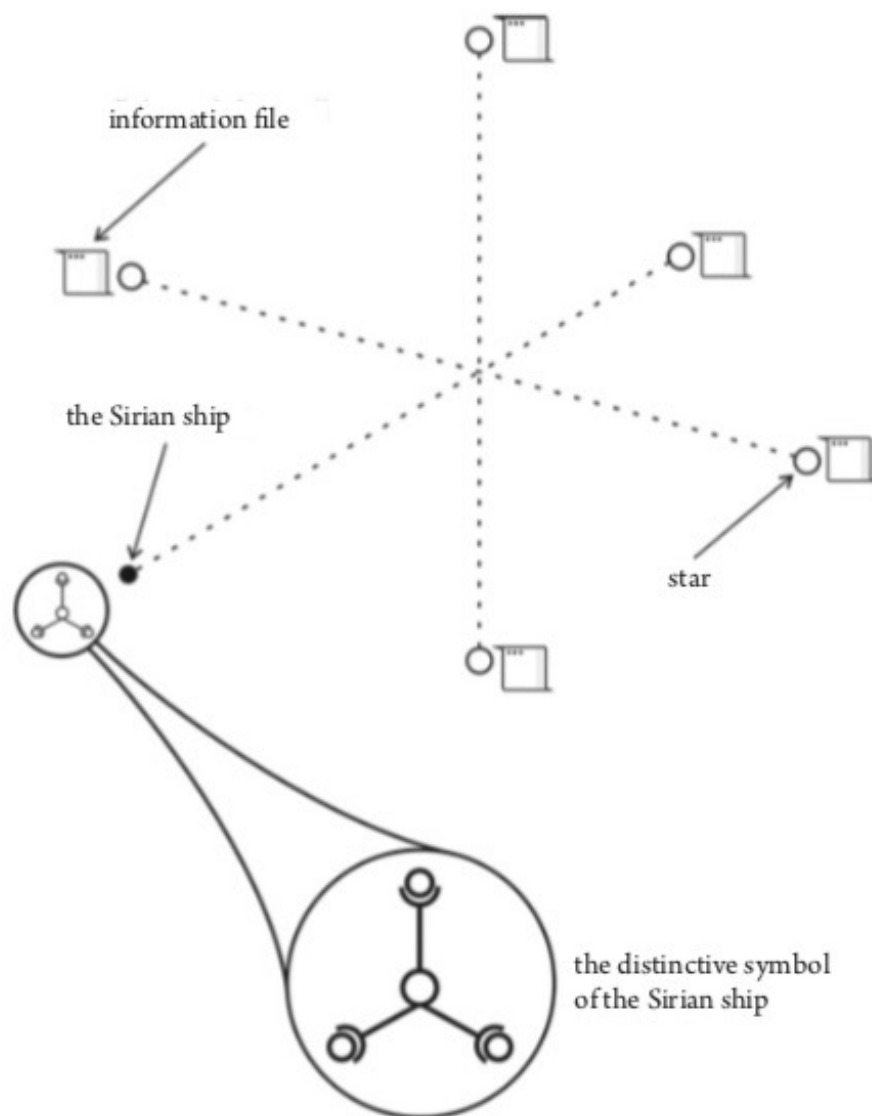 information file
the Sirian ship
star
the distinctive symbol
of the Sirian ship